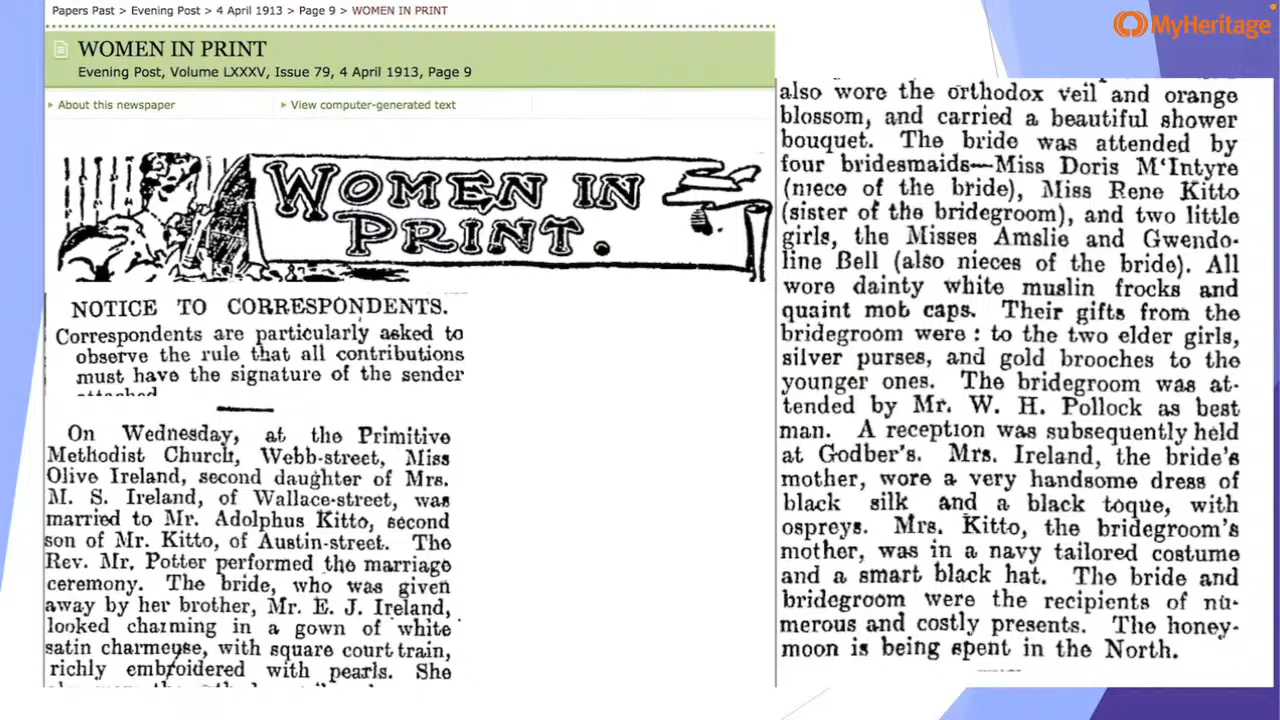 Papers Past > Evening Post > 4 April 1913 > Page 9 > WOMEN IN PRINT
MyHeritage
WOMEN IN PRINT
Evening Post, Volume LXXXV, Issue 79, 4 April 1913, Page 9
About this newspaper
View computer-generated text
WOMEN IN
PRINT.
NOTICE TO CORRESPONDENTS.
Correspondents are particularly asked to
observe the rule that all contributions
must have the signature of the sender
attached
On Wednesday, at the Primitive
Methodist Church, Webb-street, Miss
Olive Ireland, second daughter of Mrs.
M. S. Ireland, of Wallace-street, was
married to Mr. Adolphus Kitto, second
son of Mr. Kitto, of Austin-street. The
Rev. Mr. Potter performed the marriage
ceremony. The bride, who was given
away by her brother, Mr. E. J. Ireland,
looked charming in a gown of white
satin charmeuse, with square court train,
richly embroidered with pearls. She
also wore the orthodox veil and orange
blossom, and carried a beautiful shower
bouquet. The bride was attended by
four bridesmaids—Miss Doris M'Intyre
(niece of the bride), Miss Rene Kitto
(sister of the bridegroom), and two little
girls, the Misses Amslie and Gwendo-
line Bell (also nieces of the bride). All
wore dainty white muslin frocks and
quaint mob caps. Their gifts from the
bridegroom were: to the two elder girls,
silver purses, and gold brooches to the
younger ones. The bridegroom was at-
tended by Mr. W. H. Pollock as best
man. A reception was subsequently held
at Godber's. Mrs. Ireland, the bride's
mother, wore a very handsome dress of
black silk and a black toque, with
ospreys. Mrs. Kitto, the bridegroom's
mother, was in a navy tailored costume
and a smart black hat. The bride and
bridegroom were the recipients of nu-
merous and costly presents. The honey-
moon is being spent in the North.